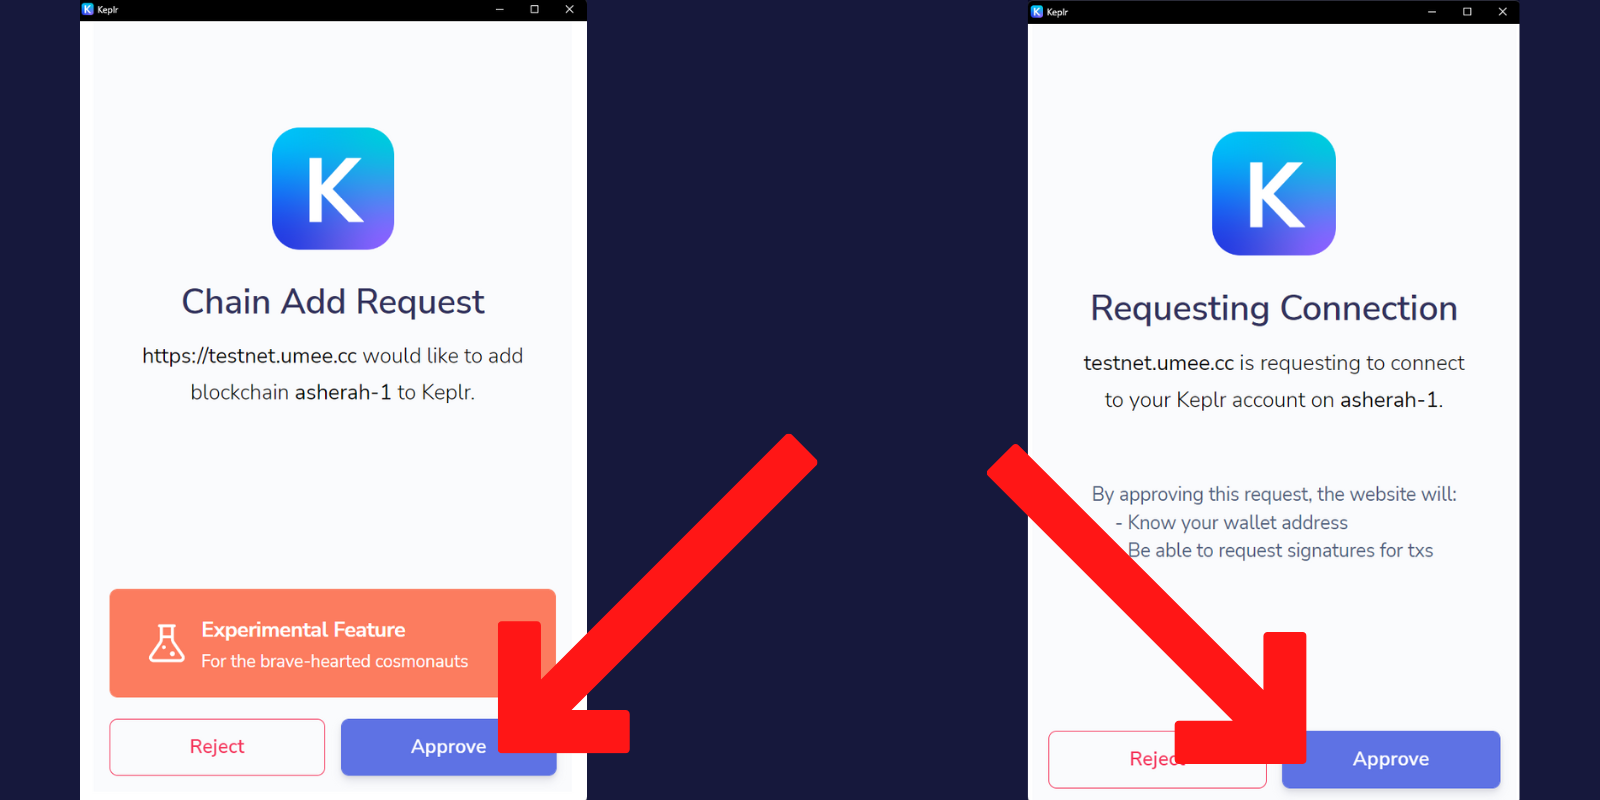 Keplr
K
Chain Add Request
https://testnet.umee.cc would like to add
blockchain asherah-1 to Keplr.
Experimental Feature
For the brave-hearted cosmonauts
Reject
Approve
Keplr
K
Requesting Connection
testnet.umee.cc is requesting to connect
to your Keplr account on asherah-1.
By approving this request, the website will:
- Know your wallet address
Be able to request signatures for txs
Reject
Approve